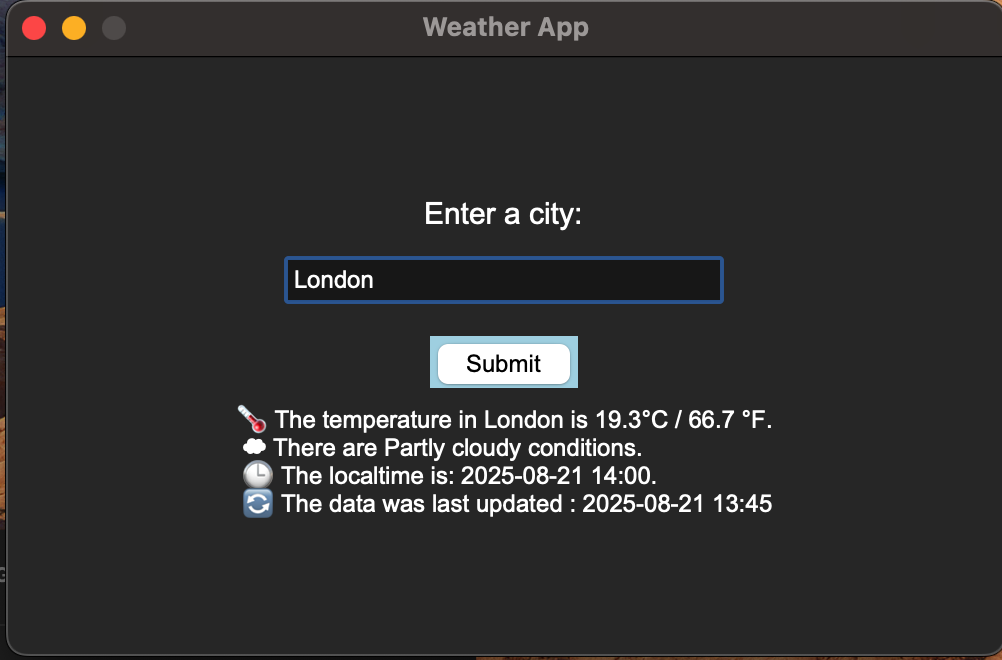 Weather App
Enter a city:
London
Submit
🌡️ The temperature in London is 19.3°C / 66.7 °F.
☁️ There are Partly cloudy conditions.
🕒 The localtime is: 2025-08-21 14:00.
🔄 The data was last updated : 2025-08-21 13:45